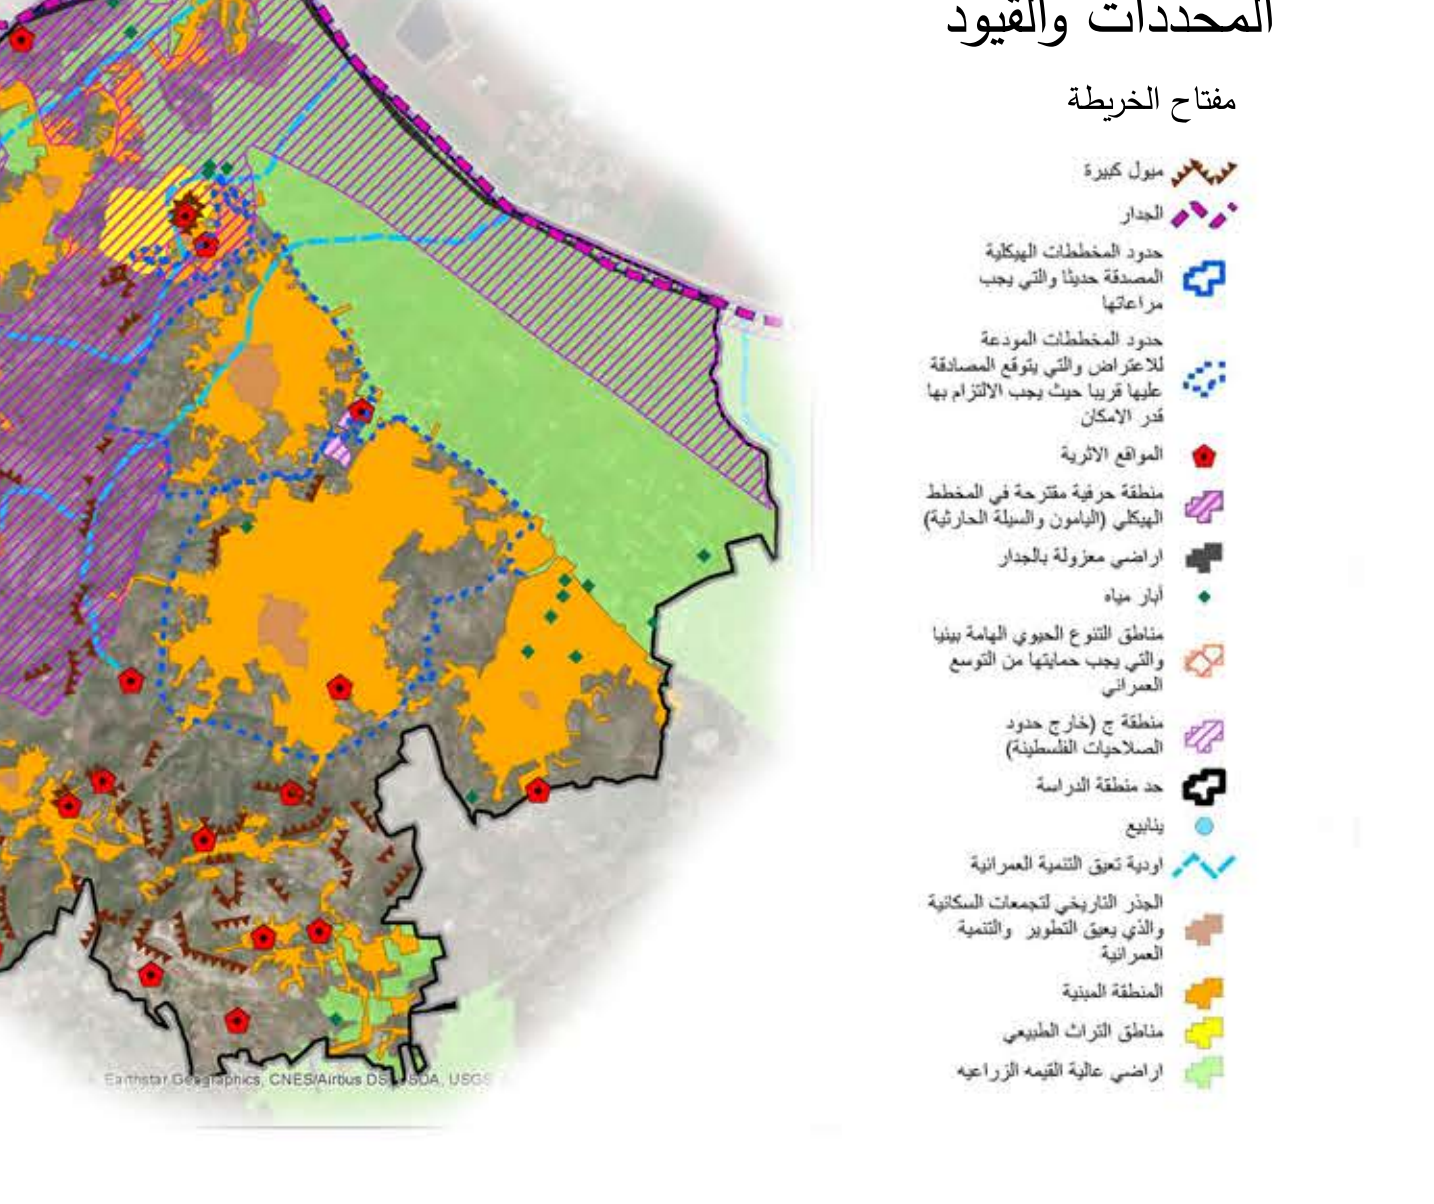 المحددات والقيود
مفتاح الخريطة
ميول كبيرة
الجدار
حدود المخططات الهيكلية
المصدقة حديثا والتي يجب
مراعاتها
حدود المخططات المودعة
للاعتراض والتي يتوقع المصادقة
عليها قريبا حيث يجب الالتزام بها
قدر الامكان
المواقع الاثرية
منطقة حرفية مقترحة في المخطط
الهيكلي (اليامون والسيلة الحارثية)
اراضي معزولة بالجدار
آبار مياه
مناطق التنوع الحيوي الهامة بيئيا
والتي يجب حمايتها من التوسع
العمراني
منطقة ج (خارج حدود
الصلاحيات الفلسطينة)
حد منطقة الدراسة
ينابيع
اودية تعيق التنمية العمرانية
الجذر التاريخي لتجمعات السكانية
والذي يعيق التطوير والتنمية
العمرانية
المنطقة المبنية
مناطق التراث الطبيعي
اراضي عالية القيمه الزراعيه
Earthstar Geographics, CNES/Airbus DS, USDA, USGS